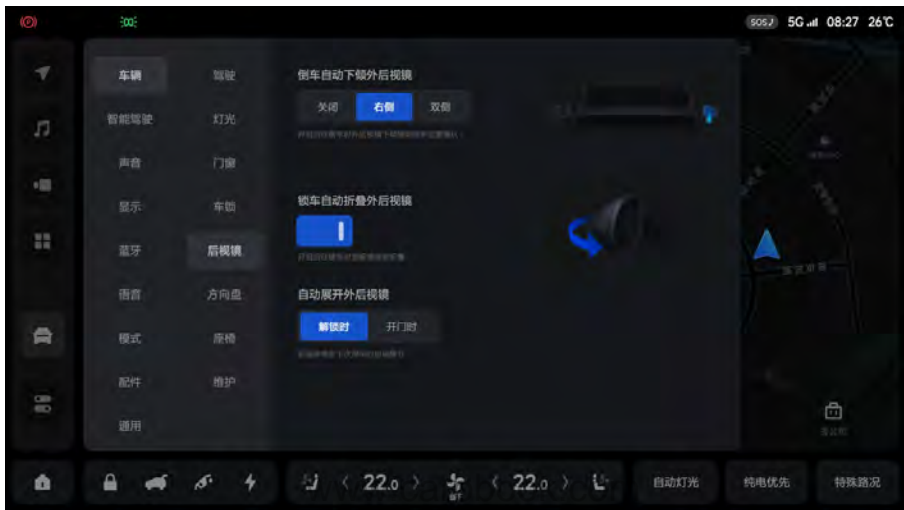 SOS 5G 08:27 26℃
车辆
智能驾驶
声音
显示
蓝牙
语音
模式
配件
通用
驾驶
灯光
门窗
车锁
后视镜
方向盘
座椅
维护
倒车自动下倾外后视镜
关闭 右侧 双侧
锁车自动折叠外后视镜
自动展开外后视镜
解锁时 开门时
22.0 22.0 自动灯光 纯电优先 特殊路况